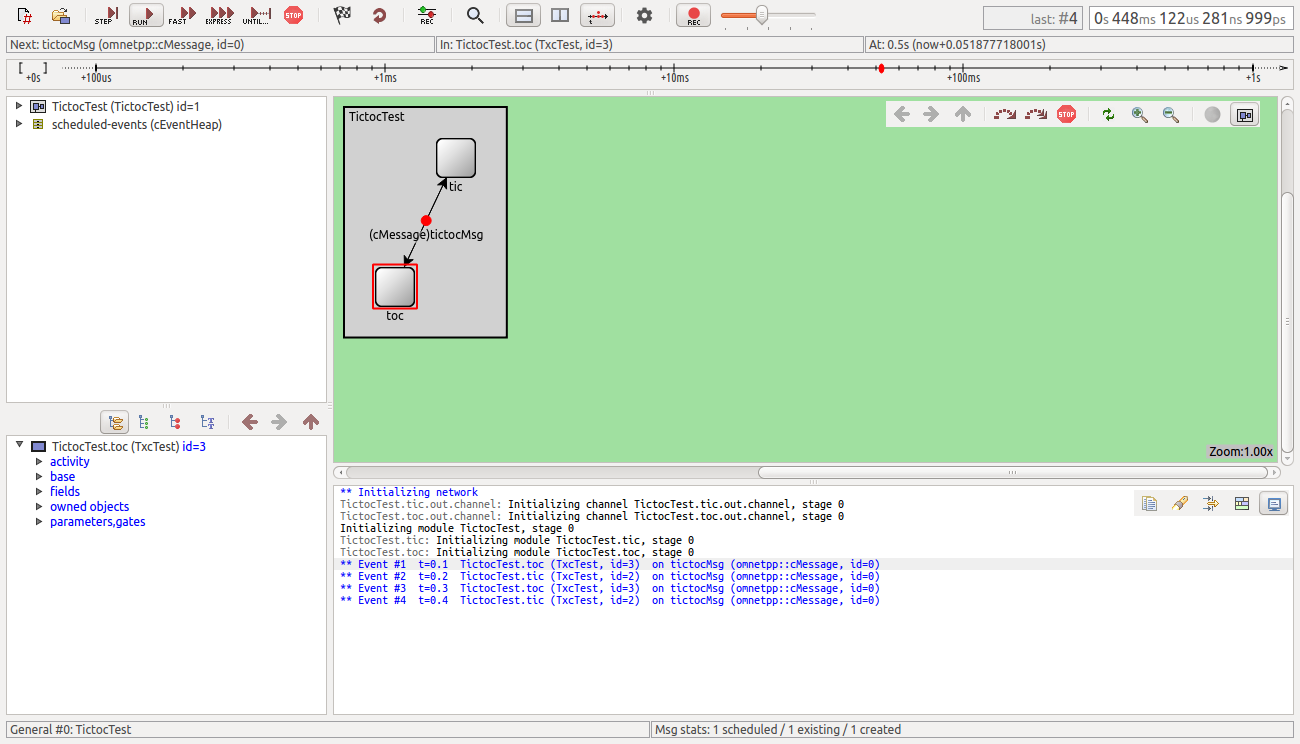 STEP RUN FAST EXPRESS UNTIL... STOP REC REC last: #4 0s 448ms 122us 281ns 999ps
Next: tictocMsg (omnetpp::cMessage, id=0) In: TictocTest.toc (TxcTest, id=3) At: 0.5s (now+0.051877718001s)
[ ]
+0s +100us +1ms +10ms +100ms +1s
TictocTest (TictocTest) id=1
scheduled-events (cEventHeap)
TictocTest
STOP
tic
(cMessage)tictocMsg
toc
Zoom:1.00x
TictocTest.toc (TxcTest) id=3
activity
base
fields
owned objects
parameters,gates
** Initializing network
TictocTest.tic.out.channel: Initializing channel TictocTest.tic.out.channel, stage 0
TictocTest.toc.out.channel: Initializing channel TictocTest.toc.out.channel, stage 0
Initializing module TictocTest, stage 0
TictocTest.tic: Initializing module TictocTest.tic, stage 0
TictocTest.toc: Initializing module TictocTest.toc, stage 0
** Event #1  t=0.1  TictocTest.toc (TxcTest, id=3)  on tictocMsg (omnetpp::cMessage, id=0)
** Event #2  t=0.2  TictocTest.tic (TxcTest, id=2)  on tictocMsg (omnetpp::cMessage, id=0)
** Event #3  t=0.3  TictocTest.toc (TxcTest, id=3)  on tictocMsg (omnetpp::cMessage, id=0)
** Event #4  t=0.4  TictocTest.tic (TxcTest, id=2)  on tictocMsg (omnetpp::cMessage, id=0)
General #0: TictocTest Msg stats: 1 scheduled / 1 existing / 1 created